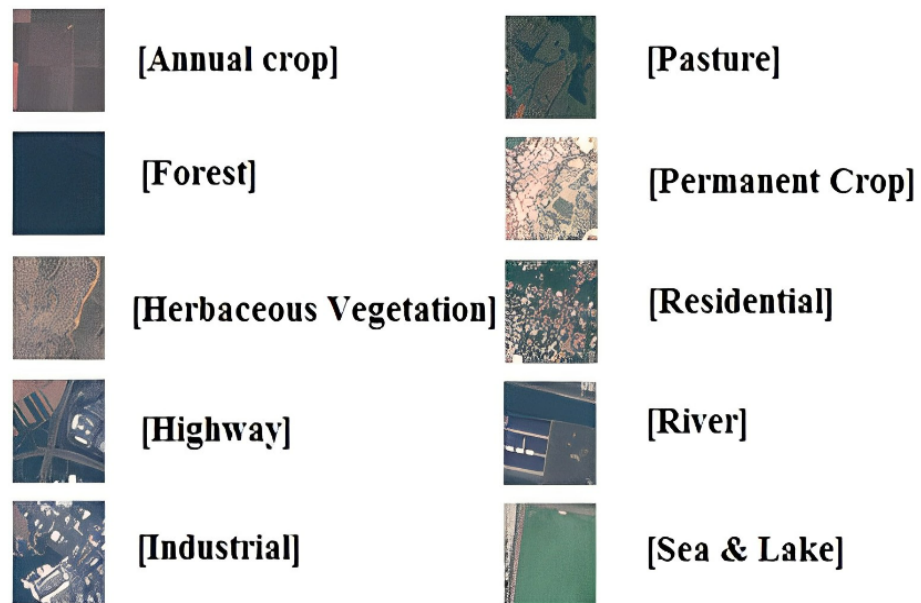 [Annual crop]
[Forest]
[Herbaceous Vegetation]
[Highway]
[Industrial]
[Pasture]
[Permanent Crop]
[Residential]
[River]
[Sea & Lake]